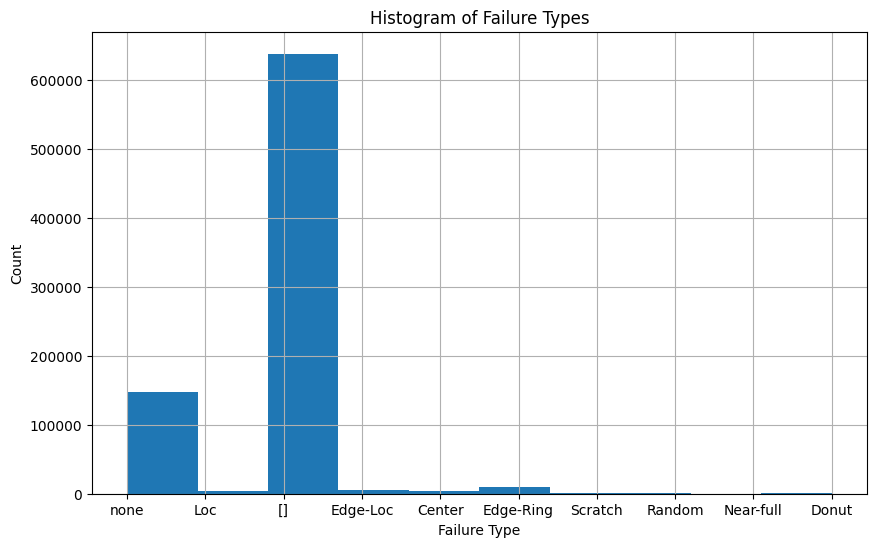 Histogram of Failure Types
Count
600000
500000
400000
300000
200000
100000
0
none Loc [] Edge-Loc Center Edge-Ring Scratch Random Near-full Donut
Failure Type